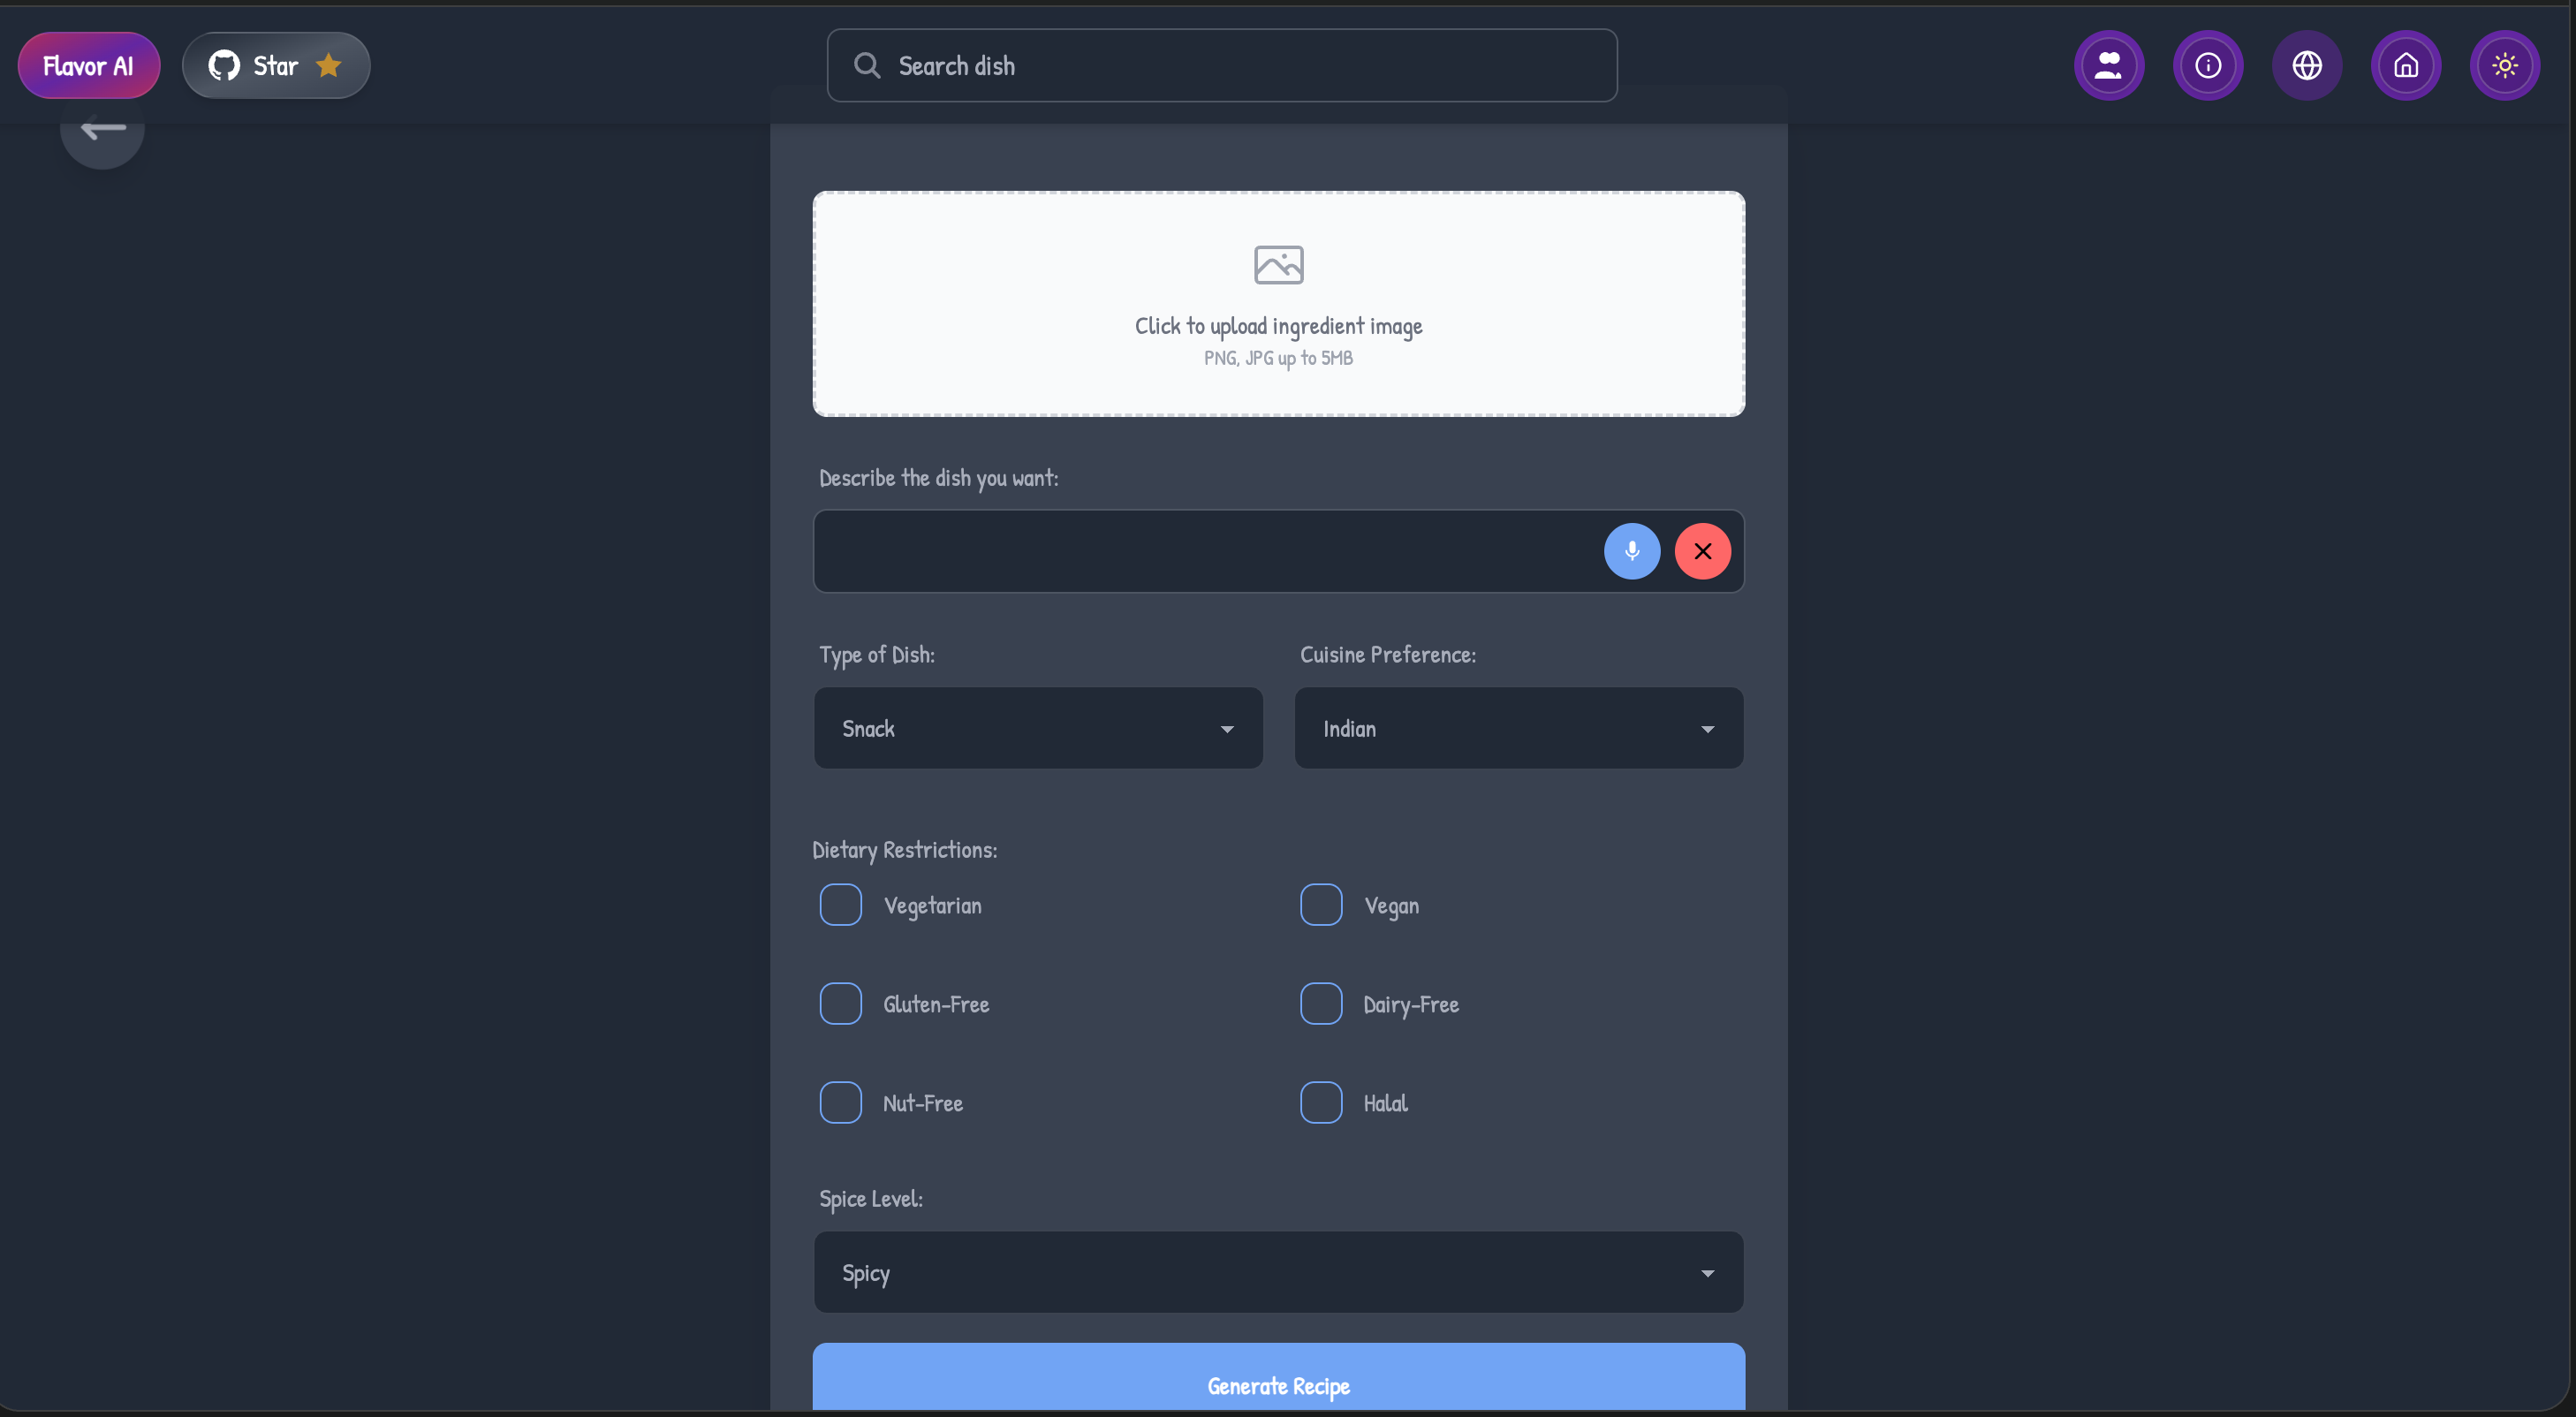 Flavor AI
Star
Search dish
Click to upload ingredient image
PNG, JPG up to 5MB
Describe the dish you want:
Type of Dish:
Cuisine Preference:
Snack
Indian
Dietary Restrictions:
Vegetarian
Vegan
Gluten-Free
Dairy-Free
Nut-Free
Halal
Spice Level:
Spicy
Generate Recipe